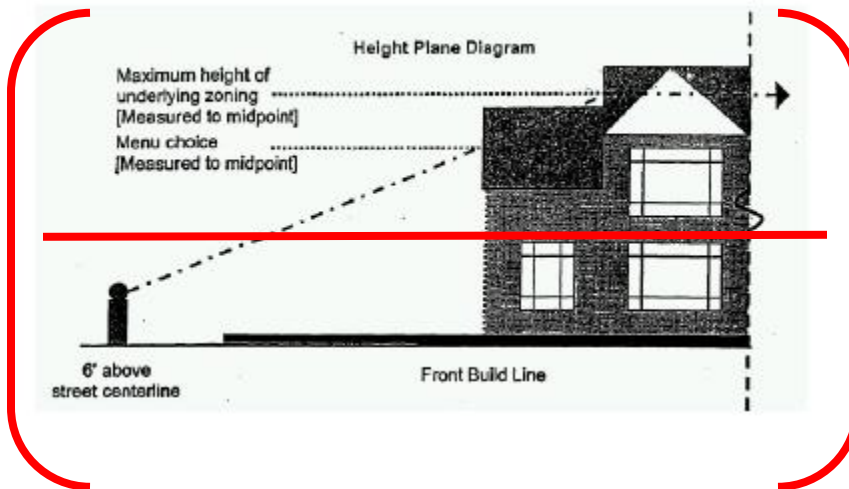 Height Plane Diagram
Maximum height of
underlying zoning
[Measured to midpoint]
Menu choice
[Measured to midpoint]
6' above
street centerline
Front Build Line